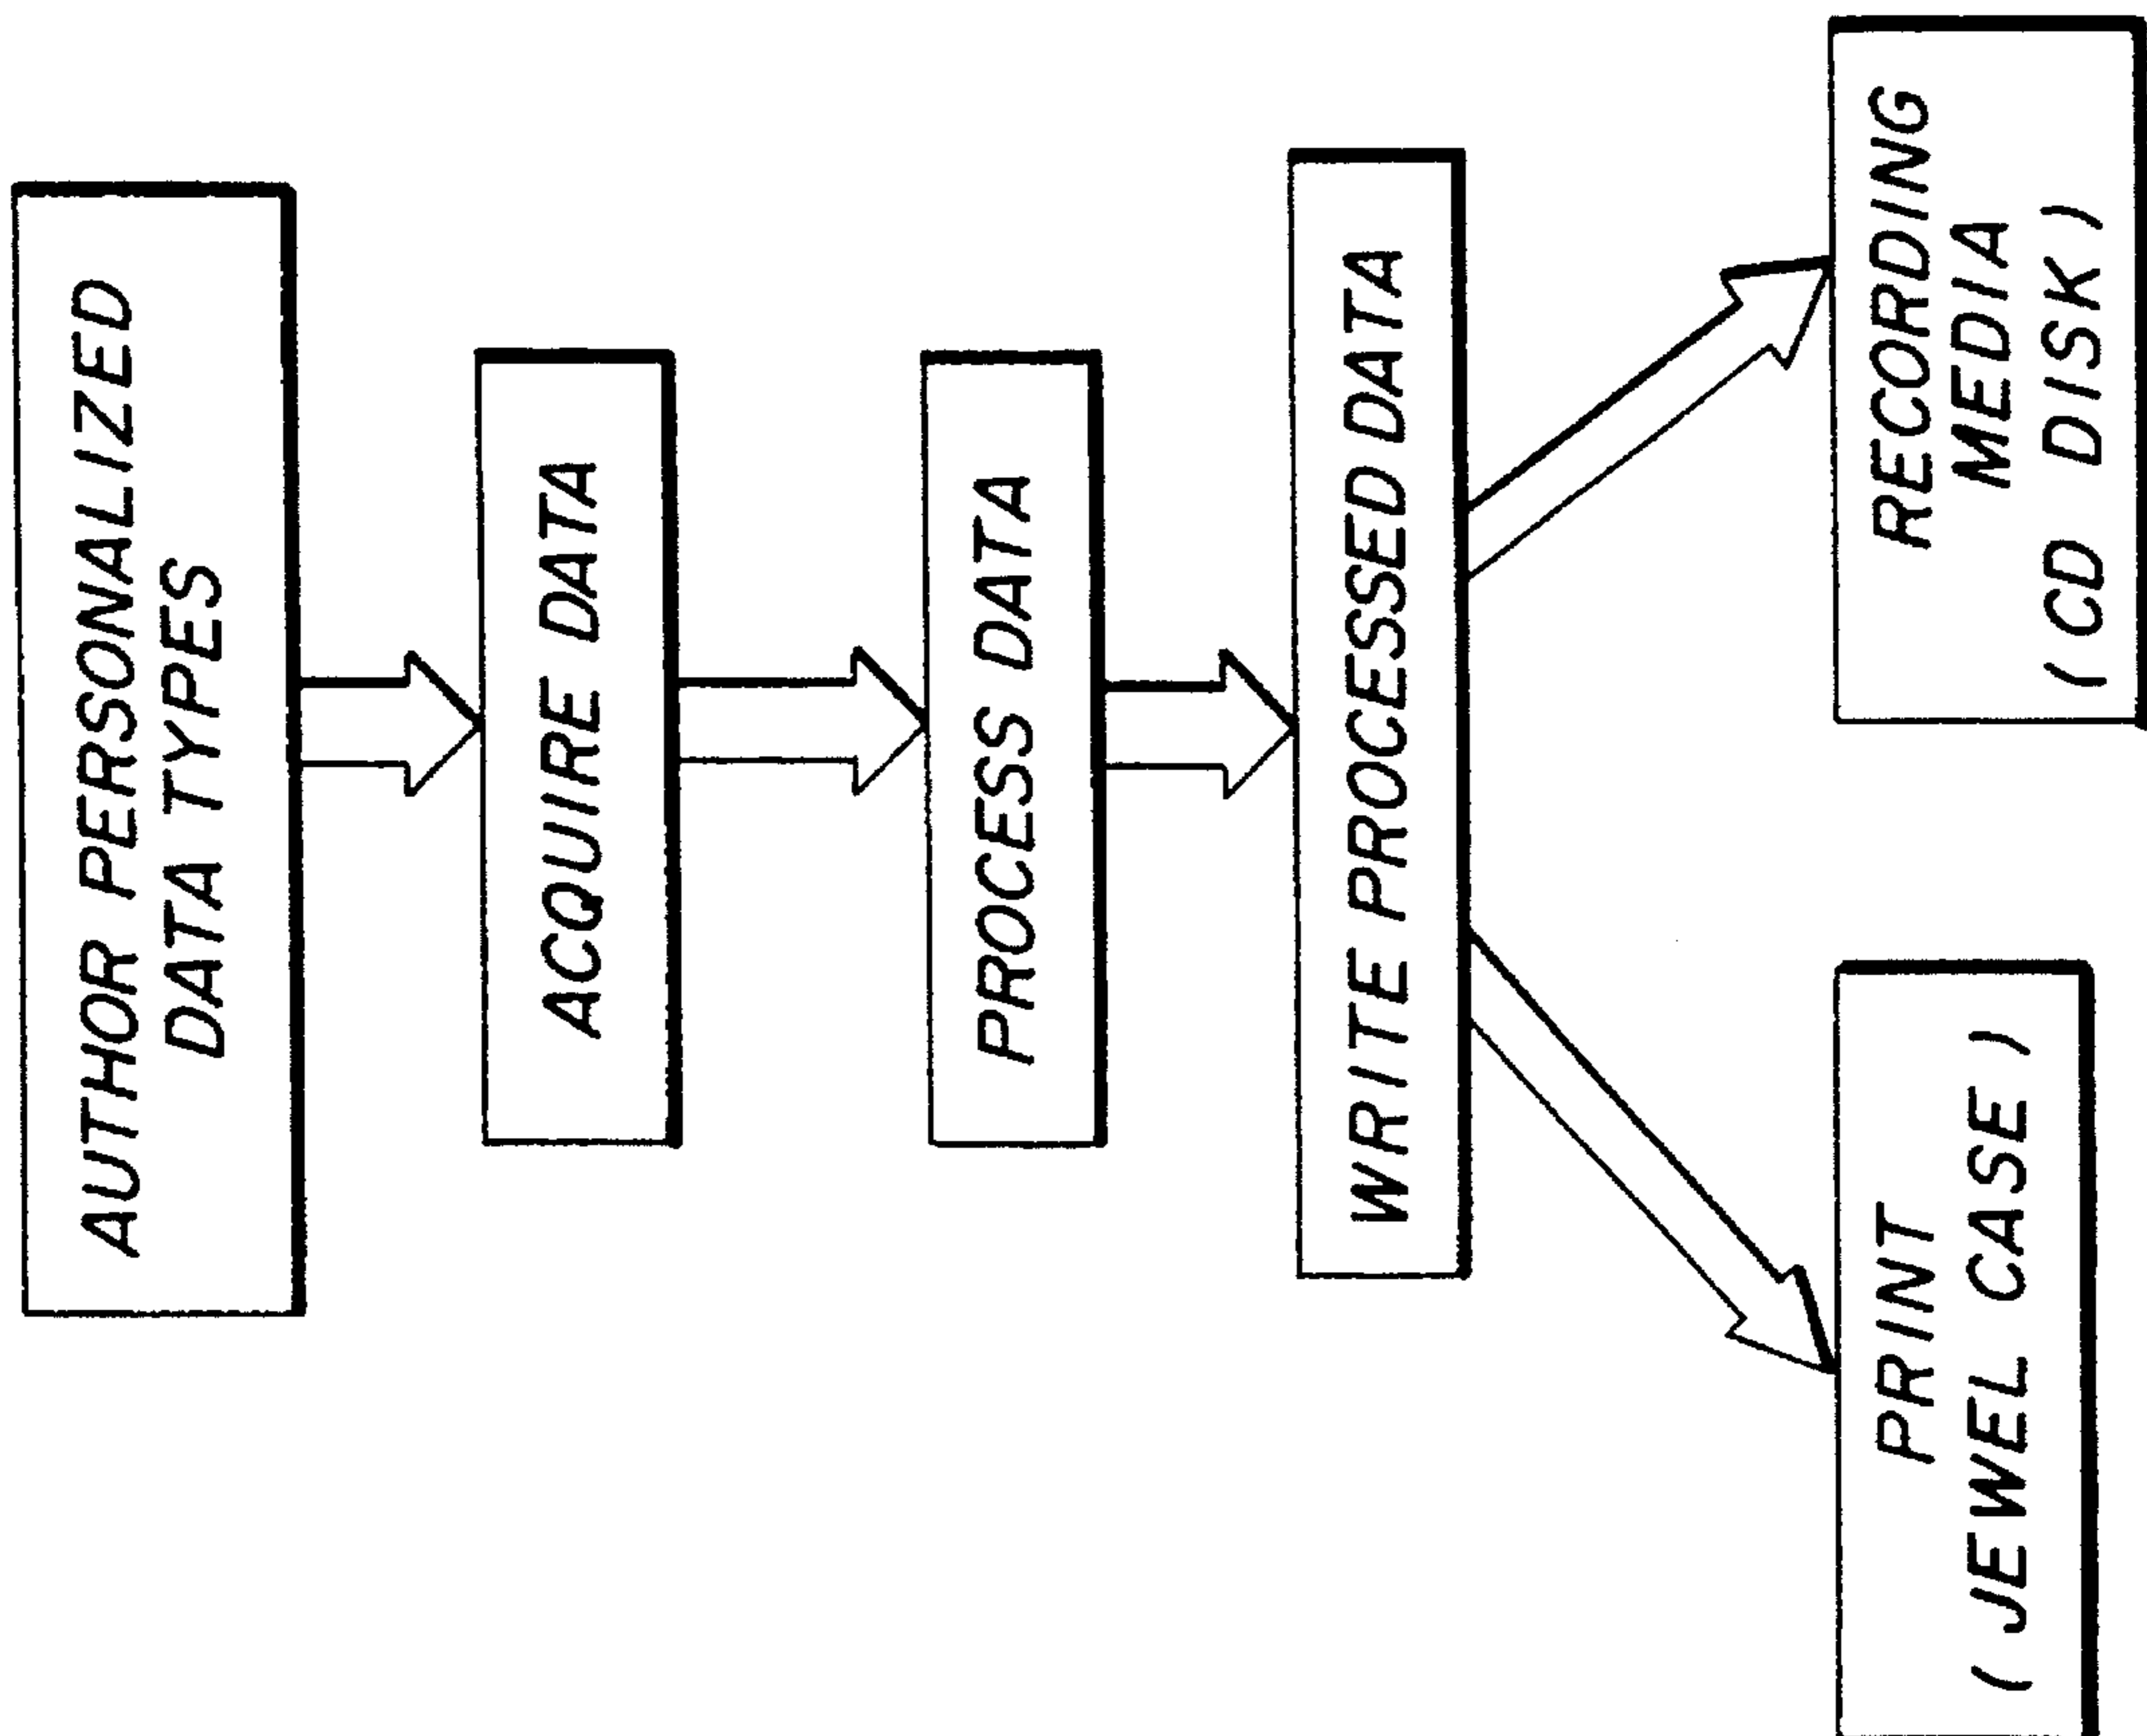 AUTHOR PERSONALIZED
DATA TYPES
ACQUIRE DATA
PROCESS DATA
WRITE PROCESSED DATA
PRINT
( JEWEL CASE )
RECORDING
MEDIA
( CD DISK )